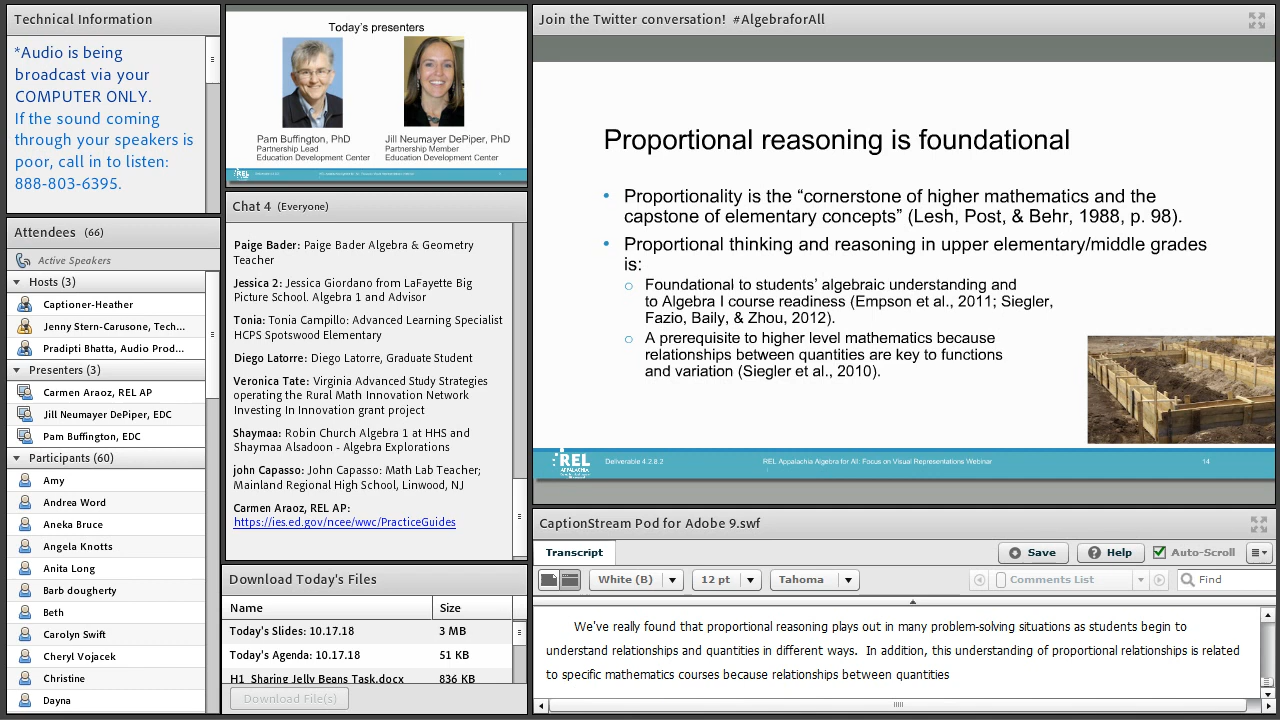 Technical Information
*Audio is being
broadcast via your
COMPUTER ONLY.
If the sound coming
through your speakers is
poor, call in to listen:
888-803-6395.
Attendees (66)
Active Speakers
Hosts (3)
Captioner-Heather
Jenny Stern-Carusone, Tech...
Pradipti Bhatta, Audio Prod...
Presenters (3)
Carmen Araoz, REL AP
Jill Neumayer DePiper, EDC
Pam Buffington, EDC
Participants (60)
Amy
Andrea Word
Aneka Bruce
Angela Knotts
Anita Long
Barb dougherty
Beth
Carolyn Swift
Cheryl Vojacek
Christine
Dayna
Today's presenters
Pam Buffington, PhD
Partnership Lead
Education Development Center
Jill Neumayer DePiper, PhD
Partnership Member
Education Development Center
REL
Chat 4 (Everyone)
Paige Bader: Paige Bader Algebra & Geometry
Teacher
Jessica 2: Jessica Giordano from LaFayette Big
Picture School. Algebra 1 and Advisor
Tonia: Tonia Campillo: Advanced Learning Specialist
HCPS Spotswood Elementary
Diego Latorre: Diego Latorre, Graduate Student
Veronica Tate: Virginia Advanced Study Strategies
operating the Rural Math Innovation Network
Investing In Innovation grant project
Shaymaa: Robin Church Algebra 1 at HHS and
Shaymaa Alsadoon - Algebra Explorations
john Capasso: John Capasso: Math Lab Teacher;
Mainland Regional High School, Linwood, NJ
Carmen Araoz, REL AP:
https://ies.ed.gov/ncee/wwc/PracticeGuides
Download Today's Files
Name Size
Today's Slides: 10.17.18 3 MB
Today's Agenda: 10.17.18 51 KB
H1_Sharing Jelly Beans Task.docx 836 KB
Download File(s)
Join the Twitter conversation! #AlgebraforAll
Proportional reasoning is foundational
• Proportionality is the “cornerstone of higher mathematics and the
capstone of elementary concepts” (Lesh, Post, & Behr, 1988, p. 98).
• Proportional thinking and reasoning in upper elementary/middle grades
is:
o Foundational to students’ algebraic understanding and
to Algebra I course readiness (Empson et al., 2011; Siegler,
Fazio, Baily, & Zhou, 2012).
o A prerequisite to higher level mathematics because
relationships between quantities are key to functions
and variation (Siegler et al., 2010).
REL
APPALACHIA
Deliverable 4.2.8.2
REL Appalachia Algebra for All: Focus on Visual Representations Webinar
14
CaptionStream Pod for Adobe 9.swf
Transcript
Save
Help
Auto-Scroll
White (B)
12 pt
Tahoma
Comments List
Find
We've really found that proportional reasoning plays out in many problem-solving situations as students begin to
understand relationships and quantities in different ways. In addition, this understanding of proportional relationships is related
to specific mathematics courses because relationships between quantities